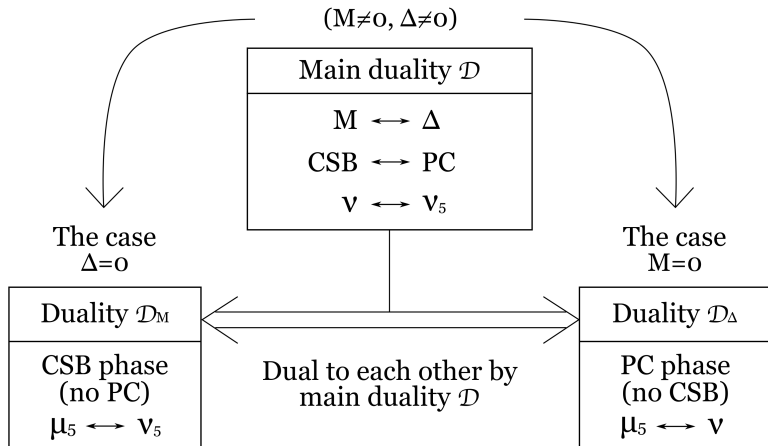 (M≠0, Δ≠0)
Main duality 𝒟
M ↔ Δ
CSB ↔ PC
ν ↔ ν₅
The case
Δ=0
Duality 𝒟ᴍ
CSB phase
(no PC)
μ₅ ↔ ν₅
Dual to each other by
main duality 𝒟
The case
M=0
Duality 𝒟Δ
PC phase
(no CSB)
μ₅ ↔ ν